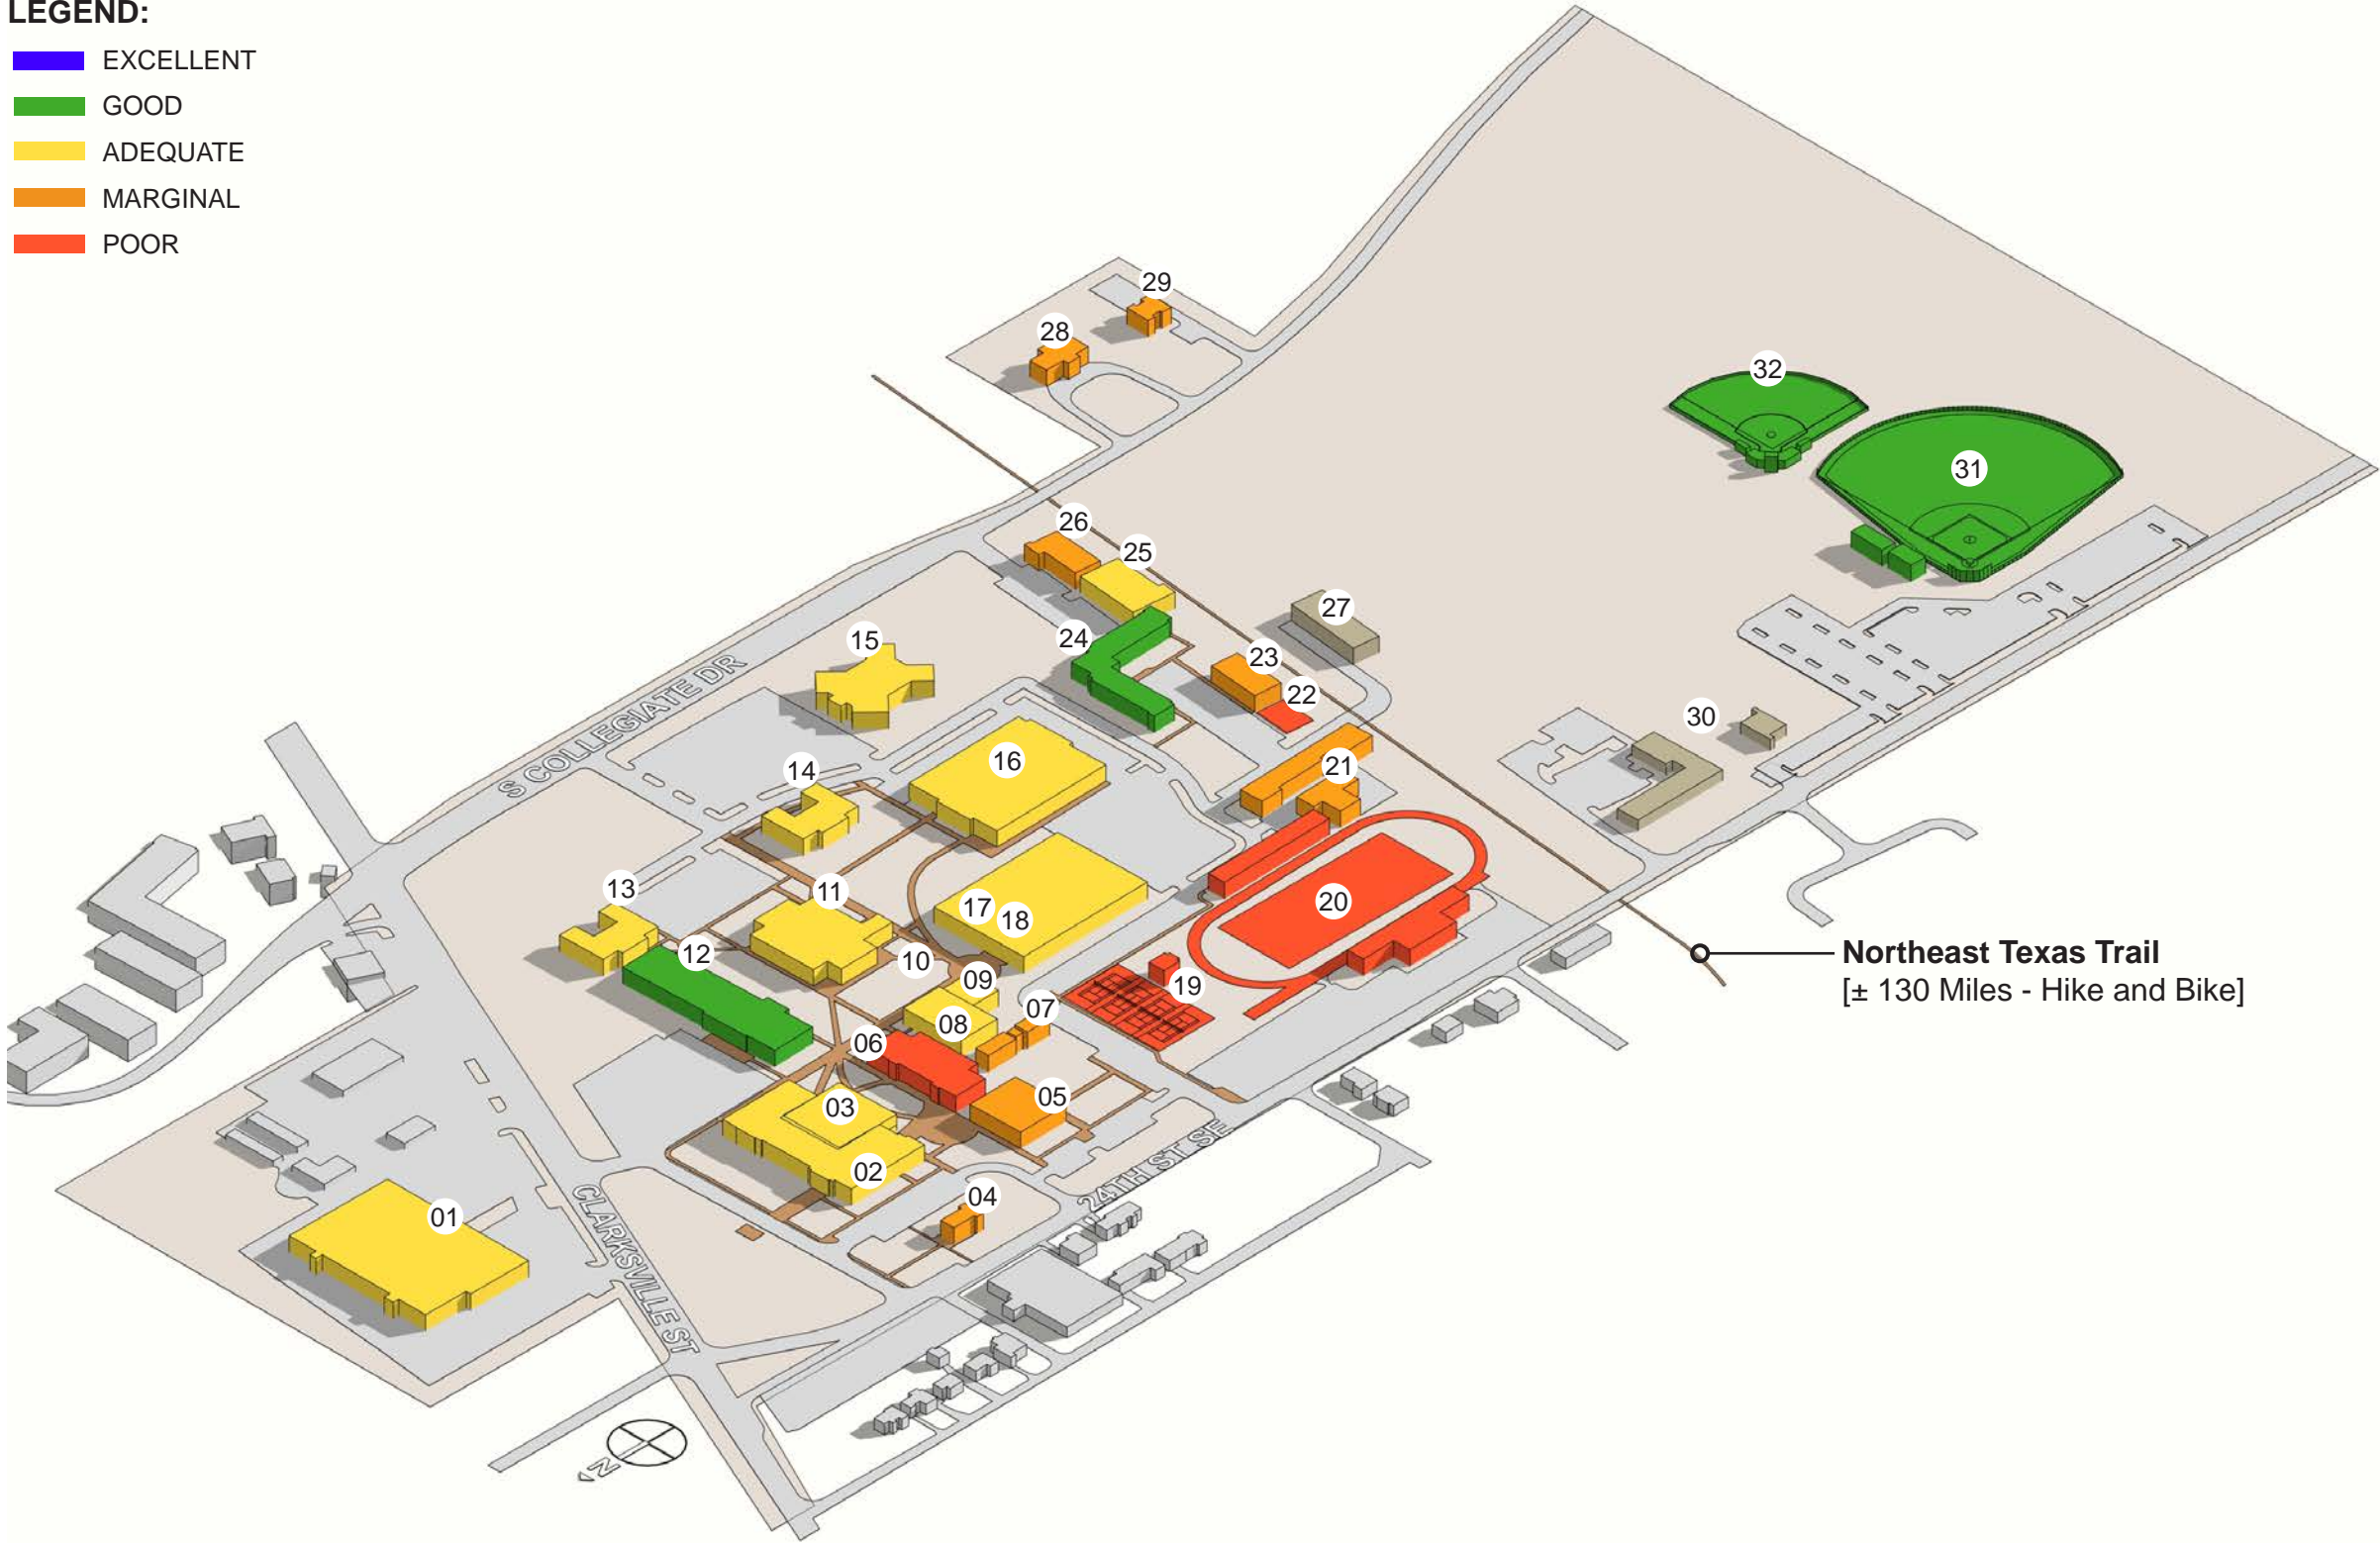 LEGEND:
EXCELLENT
GOOD
ADEQUATE
MARGINAL
POOR
29
28
32
31
26
25
27
24
15
23
22
30
S COLLEGIATE DR
16
21
14
13
11
20
17
18
12
10
Northeast Texas Trail
[± 130 Miles - Hike and Bike]
09
19
07
08
06
05
03
24TH ST SE
02
04
01
CLARKSVILLE ST
N